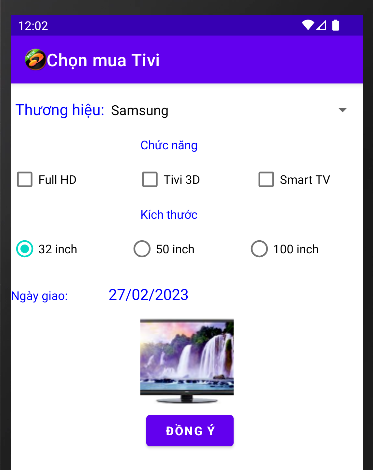 12:02
Chọn mua Tivi
Thương hiệu: Samsung
Chức năng
Full HD Tivi 3D Smart TV
Kich thước
32 inch 50 inch 100 inch
Ngày giao: 27/02/2023
ĐỒNG Ý